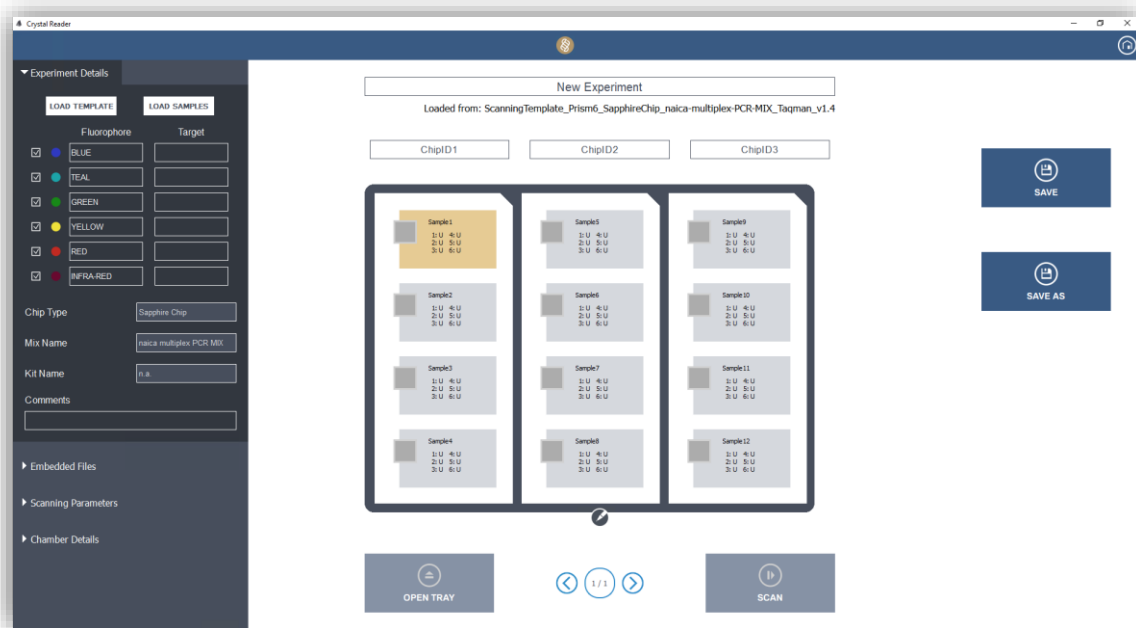 Crystal Reader
Experiment Details
LOAD TEMPLATE LOAD SAMPLES
Fluorophore Target
BLUE
TEAL
GREEN
YELLOW
RED
INFRA-RED
Chip Type Sapphire Chip
Mix Name naica multiplex PCR MIX
Kit Name n.a.
Comments
Embedded Files
Scanning Parameters
Chamber Details
New Experiment
Loaded from: ScanningTemplate_Prism6_SapphireChip_naica-multiplex-PCR-MIX_Taqman_v1.4
ChipID1 ChipID2 ChipID3
Sample1
1: U 4: U
2: U 5: U
3: U 6: U
Sample2
1: U 4: U
2: U 5: U
3: U 6: U
Sample3
1: U 4: U
2: U 5: U
3: U 6: U
Sample4
1: U 4: U
2: U 5: U
3: U 6: U
Sample5
1: U 4: U
2: U 5: U
3: U 6: U
Sample6
1: U 4: U
2: U 5: U
3: U 6: U
Sample7
1: U 4: U
2: U 5: U
3: U 6: U
Sample8
1: U 4: U
2: U 5: U
3: U 6: U
Sample9
1: U 4: U
2: U 5: U
3: U 6: U
Sample10
1: U 4: U
2: U 5: U
3: U 6: U
Sample11
1: U 4: U
2: U 5: U
3: U 6: U
Sample12
1: U 4: U
2: U 5: U
3: U 6: U
OPEN TRAY
1 / 1
SCAN
SAVE
SAVE AS